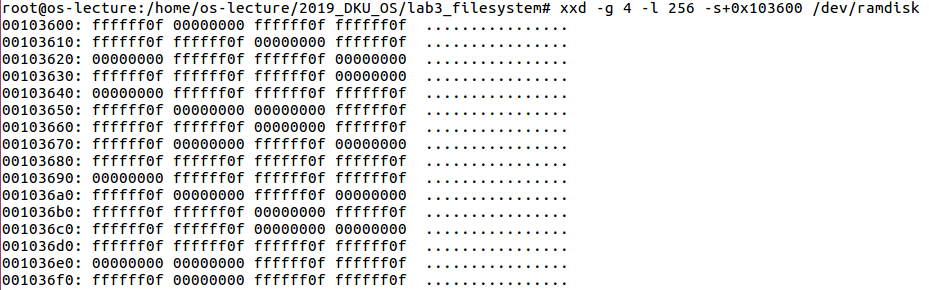 root@os-lecture:/home/os-lecture/2019_DKU_OS/lab3_filesystem# xxd -g 4 -l 256 -s+0x103600 /dev/ramdisk
00103600: ffffff0f 00000000 ffffff0f ffffff0f  ................
00103610: ffffff0f ffffff0f 00000000 ffffff0f  ................
00103620: 00000000 ffffff0f ffffff0f 00000000  ................
00103630: ffffff0f ffffff0f ffffff0f 00000000  ................
00103640: 00000000 ffffff0f ffffff0f ffffff0f  ................
00103650: ffffff0f 00000000 00000000 ffffff0f  ................
00103660: ffffff0f ffffff0f 00000000 ffffff0f  ................
00103670: ffffff0f 00000000 ffffff0f 00000000  ................
00103680: ffffff0f ffffff0f ffffff0f ffffff0f  ................
00103690: 00000000 ffffff0f ffffff0f ffffff0f  ................
001036a0: ffffff0f 00000000 ffffff0f 00000000  ................
001036b0: ffffff0f ffffff0f 00000000 ffffff0f  ................
001036c0: ffffff0f ffffff0f 00000000 00000000  ................
001036d0: ffffff0f ffffff0f ffffff0f ffffff0f  ................
001036e0: 00000000 00000000 ffffff0f ffffff0f  ................
001036f0: ffffff0f 00000000 ffffff0f ffffff0f  ................